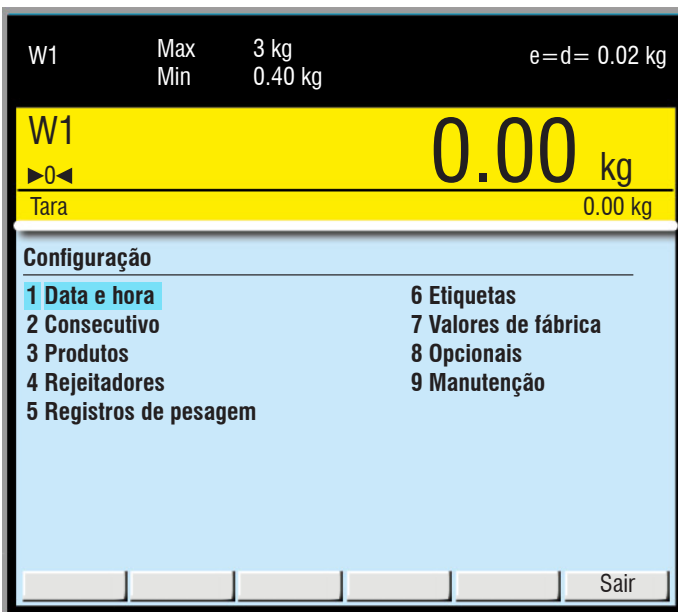 W1 Max 3 kg e=d= 0.02 kg
Min 0.40 kg
W1 0.00 kg
▶0◀
Tara 0.00 kg
Configuração
1 Data e hora
2 Consecutivo
3 Produtos
4 Rejeitadores
5 Registros de pesagem
6 Etiquetas
7 Valores de fábrica
8 Opcionais
9 Manutenção
Sair